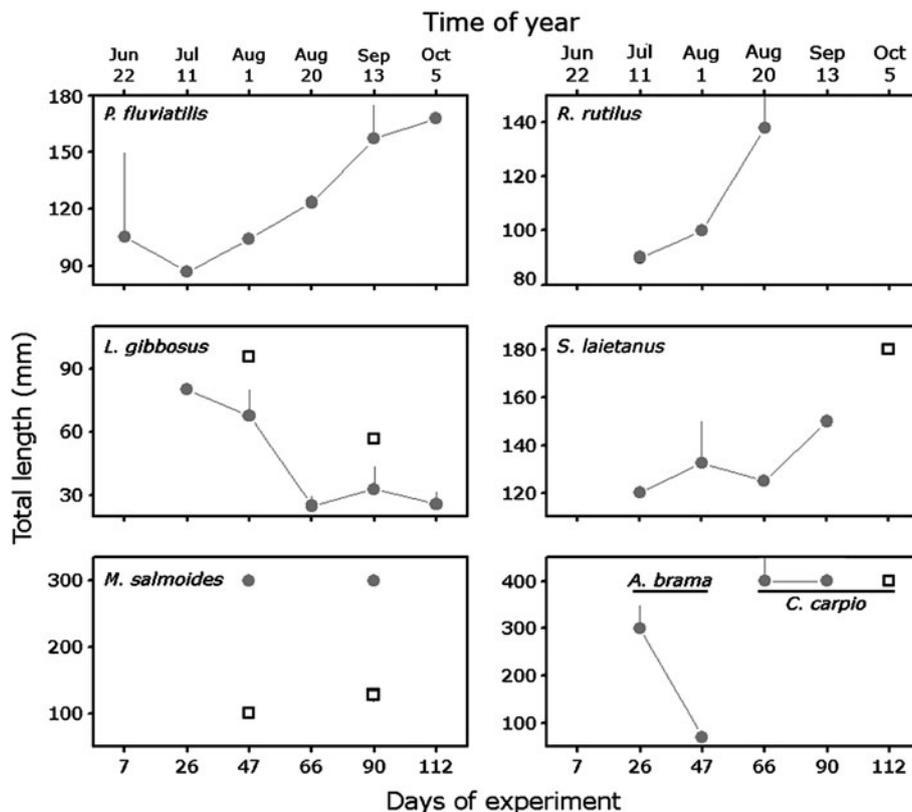 Time of year
Jun Jul Aug Aug Sep Oct Jun Jul Aug Aug Sep Oct
22 11 1 20 13 5 22 11 1 20 13 5
P. fluviatilis
180
150
120
90
R. rutilus
140
120
100
80
Total length (mm)
L. gibbosus
90
60
30
S. laietanus
180
160
140
120
M. salmoides
300
200
100
A. brama
C. carpio
400
300
200
100
7 26 47 66 90 112 7 26 47 66 90 112
Days of experiment